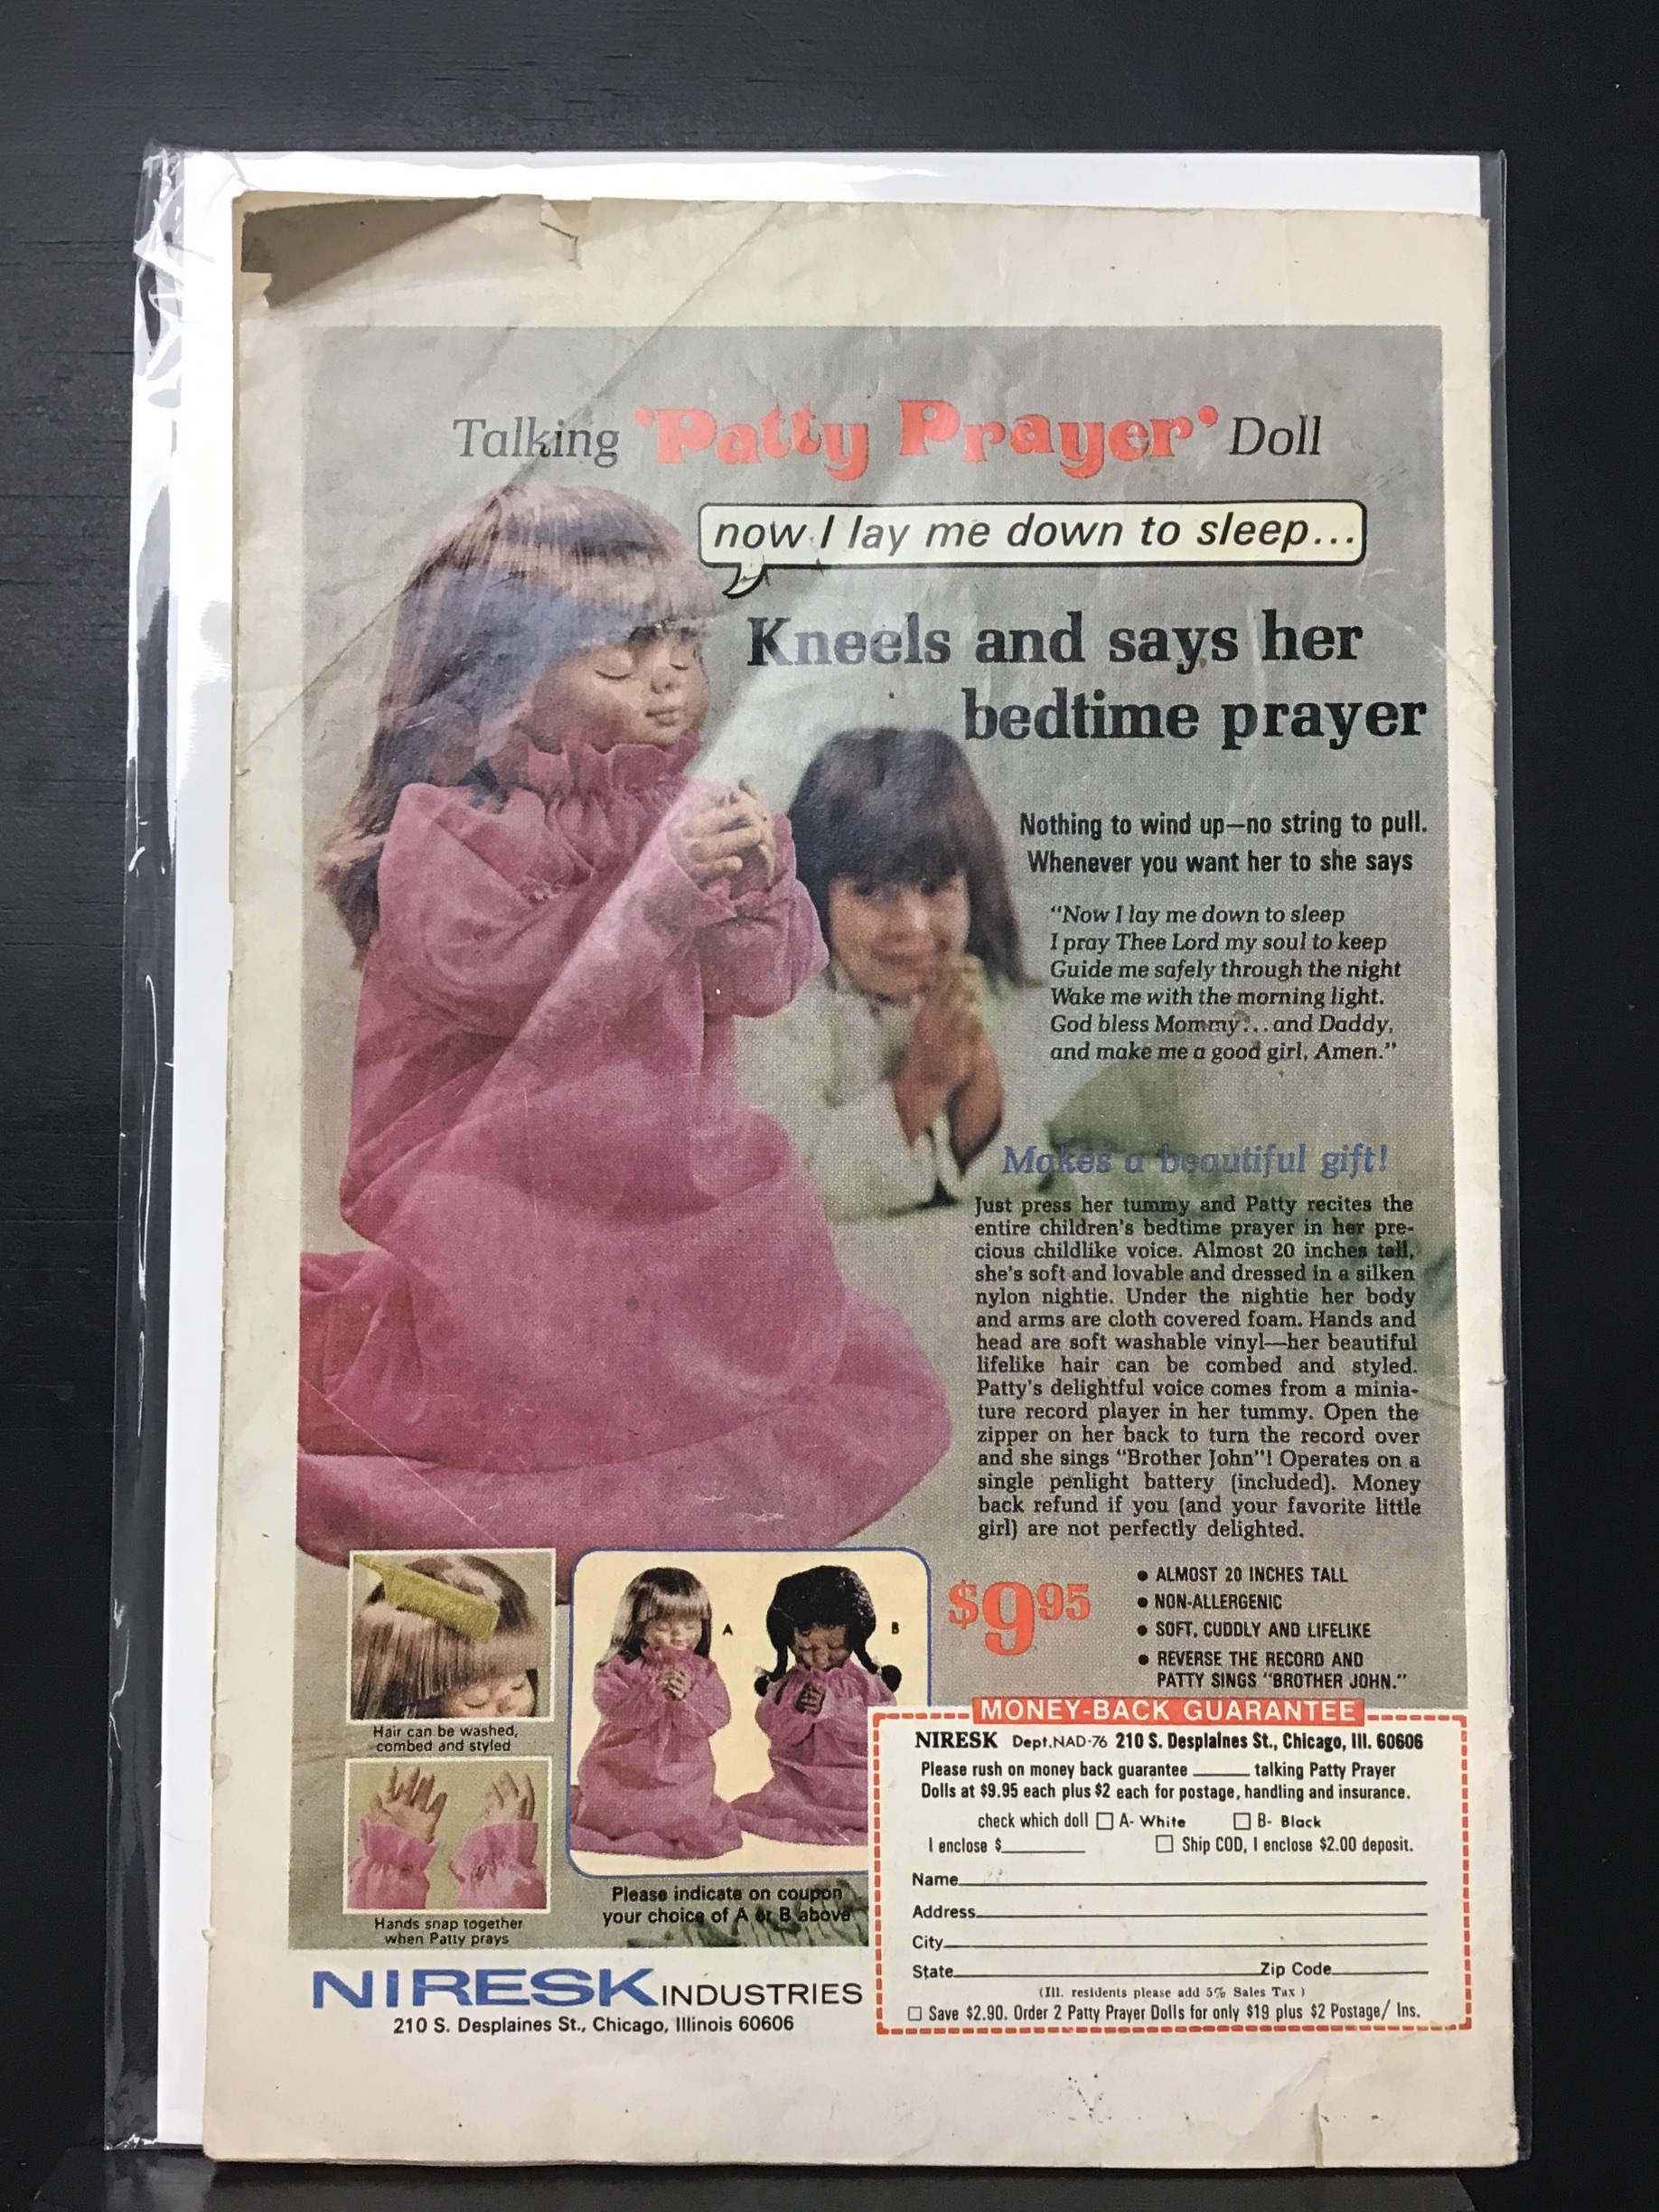 Talking 'Patty Prayer' Doll
now I lay me down to sleep...
Kneels and says her
bedtime prayer
Nothing to wind up—no string to pull.
Whenever you want her to she says
"Now I lay me down to sleep
I pray Thee Lord my soul to keep
Guide me safely through the night
Wake me with the morning light.
God bless Mommy... and Daddy,
and make me a good girl, Amen."
Makes a beautiful gift!
Just press her tummy and Patty recites the
entire children's bedtime prayer in her pre-
cious childlike voice. Almost 20 inches tall,
she's soft and lovable and dressed in a silken
nylon nightie. Under the nightie her body
and arms are cloth covered foam. Hands and
head are soft washable vinyl—her beautiful
lifelike hair can be combed and styled.
Patty's delightful voice comes from a minia-
ture record player in her tummy. Open the
zipper on her back to turn the record over
and she sings "Brother John"! Operates on a
single penlight battery (included). Money
back refund if you (and your favorite little
girl) are not perfectly delighted.
$9.95
• ALMOST 20 INCHES TALL
• NON-ALLERGENIC
• SOFT, CUDDLY AND LIFELIKE
• REVERSE THE RECORD AND
PATTY SINGS "BROTHER JOHN."
Hair can be washed,
combed and styled
Hands snap together
when Patty prays
A
B
Please indicate on coupon
your choice of A or B above
MONEY-BACK GUARANTEE
NIRESK Dept.NAD-76 210 S. Desplaines St., Chicago, Ill. 60606
Please rush on money back guarantee ______ talking Patty Prayer
Dolls at $9.95 each plus $2 each for postage, handling and insurance.
check which doll ☐ A- White ☐ B- Black
I enclose $________ ☐ Ship COD, I enclose $2.00 deposit.
Name
Address
City
State Zip Code
(Ill. residents please add 5% Sales Tax)
☐ Save $2.90. Order 2 Patty Prayer Dolls for only $19 plus $2 Postage/ Ins.
NIRESK INDUSTRIES
210 S. Desplaines St., Chicago, Illinois 60606